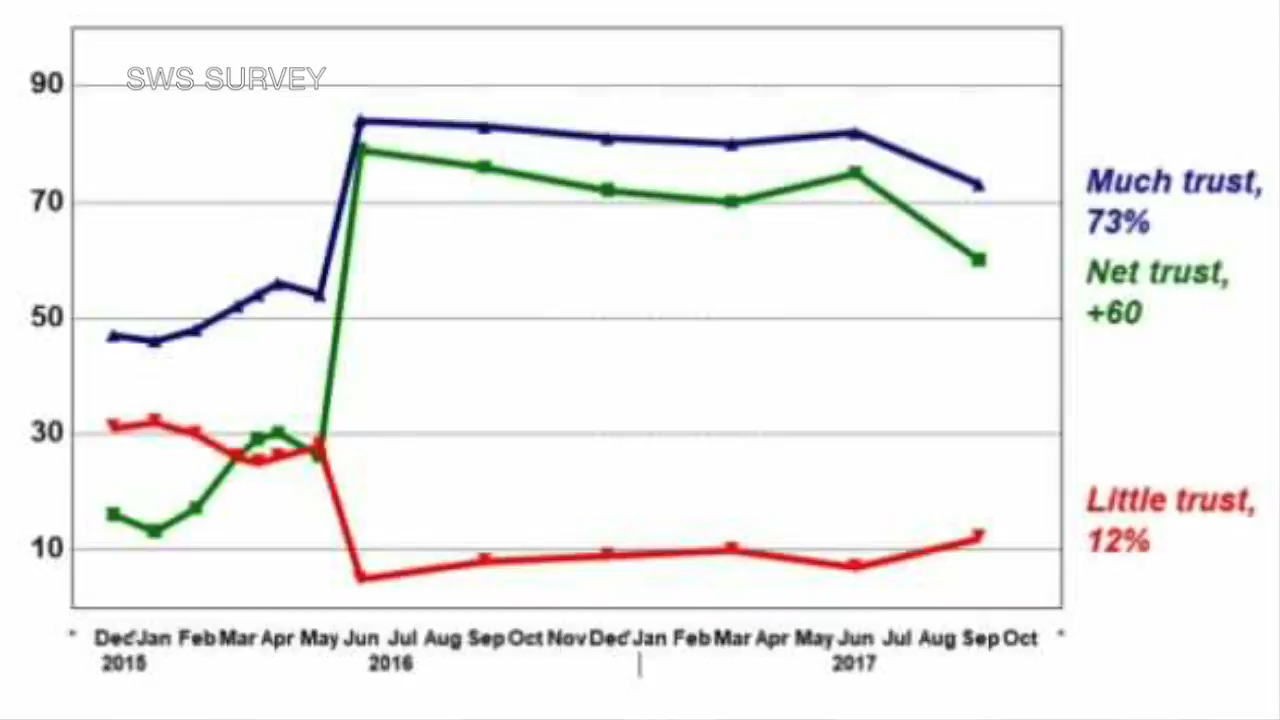 SWS SURVEY
90
70
50
30
10
Much trust,
73%
Net trust,
+60
Little trust,
12%
* Dec Jan Feb Mar Apr May Jun Jul Aug Sep Oct Nov Dec Jan Feb Mar Apr May Jun Jul Aug Sep Oct *
2015 2016 2017